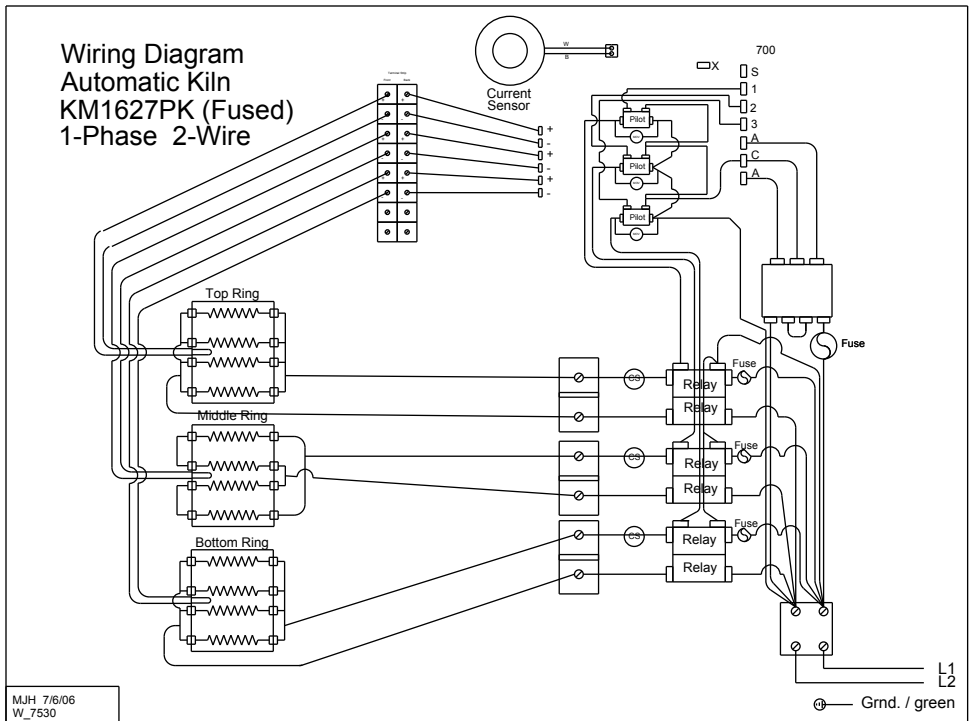 Wiring Diagram
Automatic Kiln
KM1627PK (Fused)
1-Phase 2-Wire
Current
Sensor
W
B
700
X
S
1
2
3
A
C
A
Pilot
Pilot
Pilot
+
-
+
-
+
-
Fuse
Top Ring
Middle Ring
Bottom Ring
CS
Relay
Fuse
Relay
CS
Relay
Fuse
Relay
CS
Relay
Fuse
Relay
L1
L2
Grnd. / green
MJH 7/6/06
W_7530